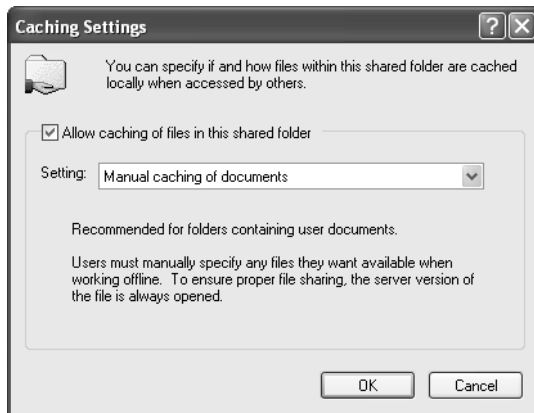 Caching Settings
You can specify if and how files within this shared folder are cached
locally when accessed by others.
Allow caching of files in this shared folder
Setting: Manual caching of documents
Recommended for folders containing user documents.
Users must manually specify any files they want available when
working offline. To ensure proper file sharing, the server version of
the file is always opened.
OK Cancel